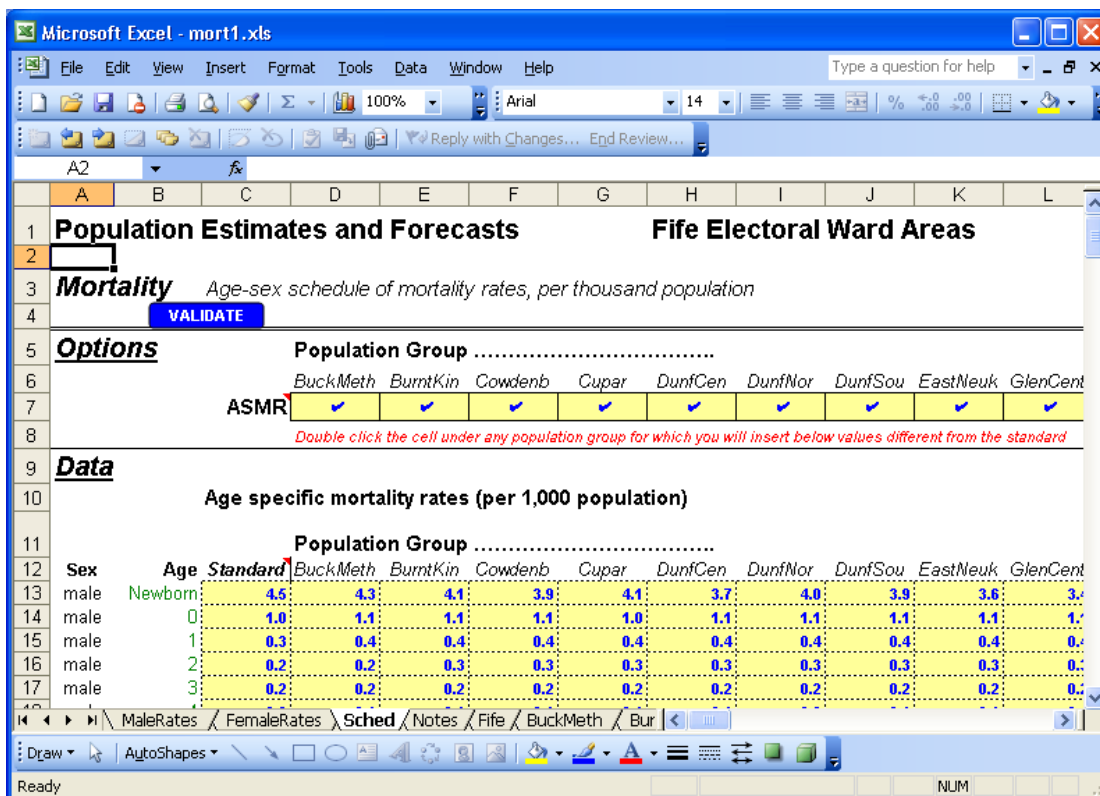 Microsoft Excel - mort1.xls
File Edit View Insert Format Tools Data Window Help Type a question for help
100% Arial 14
Reply with Changes... End Review...
A2 fx
A B C D E F G H I J K L
1 Population Estimates and Forecasts Fife Electoral Ward Areas
2
3 Mortality Age-sex schedule of mortality rates, per thousand population
4 VALIDATE
5 Options Population Group ...................................
6 BuckMeth BurntKin Cowdenb Cupar DunfCen DunfNor DunfSou EastNeuk GlenCent
7 ASMR ✔ ✔ ✔ ✔ ✔ ✔ ✔ ✔ ✔
8 Double click the cell under any population group for which you will insert below values different from the standard
9 Data
10 Age specific mortality rates (per 1,000 population)
11 Population Group ...................................
12 Sex Age Standard BuckMeth BurntKin Cowdenb Cupar DunfCen DunfNor DunfSou EastNeuk GlenCent
13 male Newborn 4.5 4.3 4.1 3.9 4.1 3.7 4.0 3.9 3.6 3.4
14 male 0 1.0 1.1 1.1 1.1 1.0 1.1 1.1 1.1 1.1 1.
15 male 1 0.3 0.4 0.4 0.4 0.4 0.4 0.4 0.4 0.4 0.4
16 male 2 0.2 0.2 0.3 0.3 0.3 0.3 0.3 0.3 0.3 0.
17 male 3 0.2 0.2 0.2 0.2 0.2 0.2 0.2 0.2 0.2 0.
MaleRates FemaleRates Sched Notes Fife BuckMeth Bur
Draw AutoShapes
Ready NUM